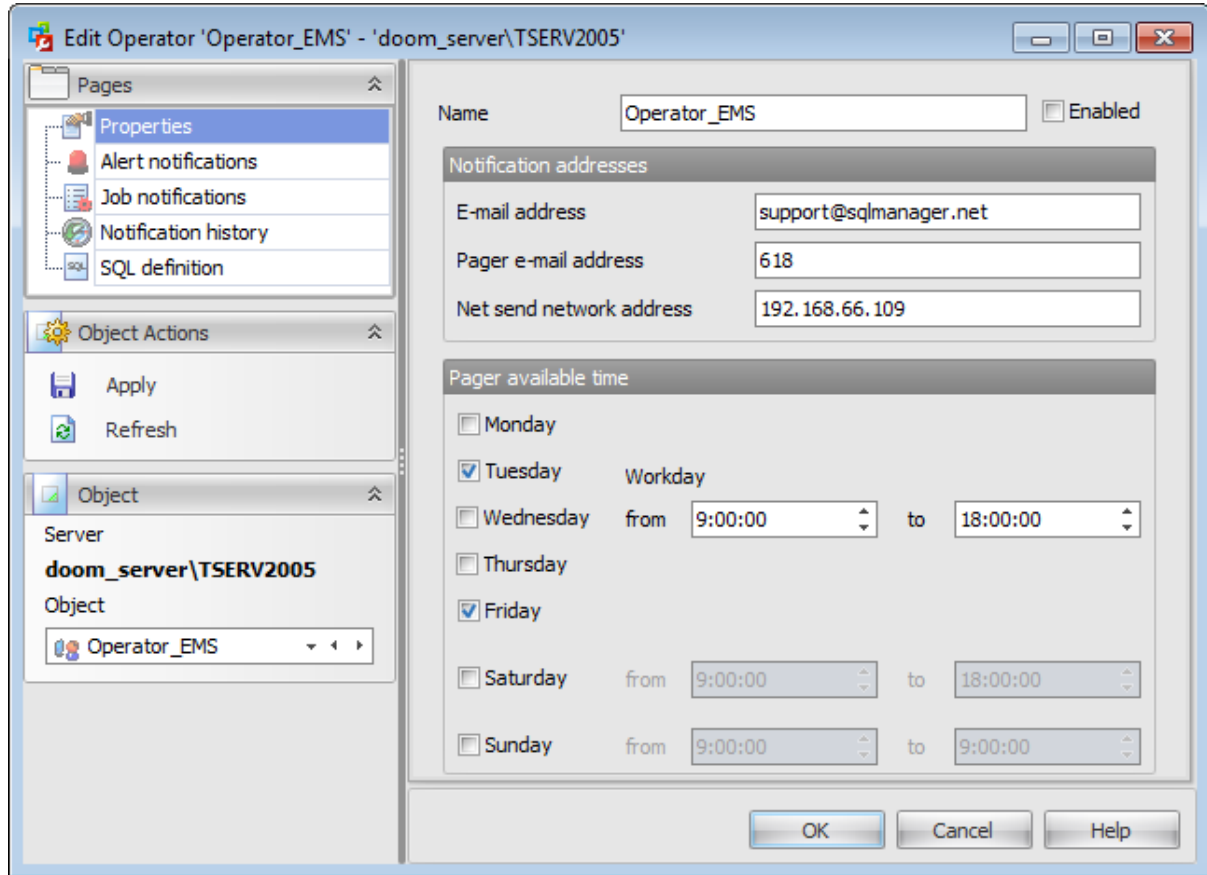 Edit Operator 'Operator_EMS' - 'doom_server\TSERV2005'
Pages
Properties
Alert notifications
Job notifications
Notification history
SQL
SQL definition
Object Actions
Apply
Refresh
Object
Server
doom_server\TSERV2005
Object
Operator_EMS
Name Operator_EMS Enabled
Notification addresses
E-mail address support@sqlmanager.net
Pager e-mail address 618
Net send network address 192.168.66.109
Pager available time
Monday
Tuesday Workday
Wednesday from 9:00:00 to 18:00:00
Thursday
Friday
Saturday from 9:00:00 to 18:00:00
Sunday from 9:00:00 to 9:00:00
OK Cancel Help